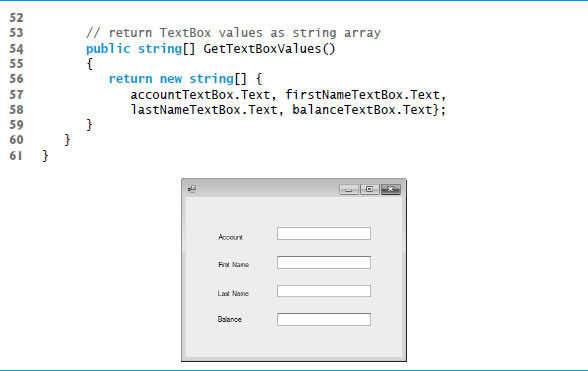 52
53 // return TextBox values as string array
54 public string[] GetTextBoxValues()
55 {
56 return new string[] {
57 accountTextBox.Text, firstNameTextBox.Text,
58 lastNameTextBox.Text, balanceTextBox.Text};
59 }
60 }
61 }
Account
First Name
Last Name
Balance